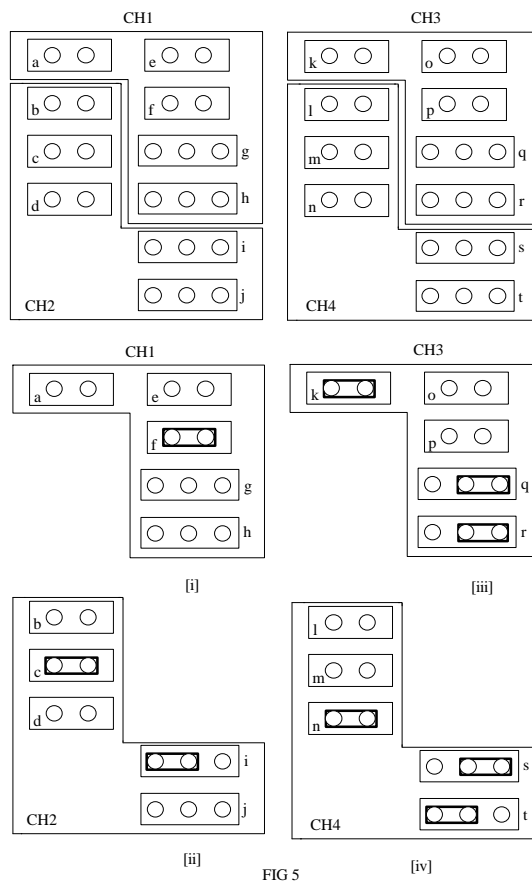 CH1
CH3
a e
k o
b f
l p
c g
m q
d h
n r
i
s
CH2 j
CH4 t
CH1
CH3
a e
k o
f
p
g
q
h
r
[i]
[iii]
b
l
c
m
d
n
i
s
CH2 j
CH4 t
[ii]
[iv]
FIG 5